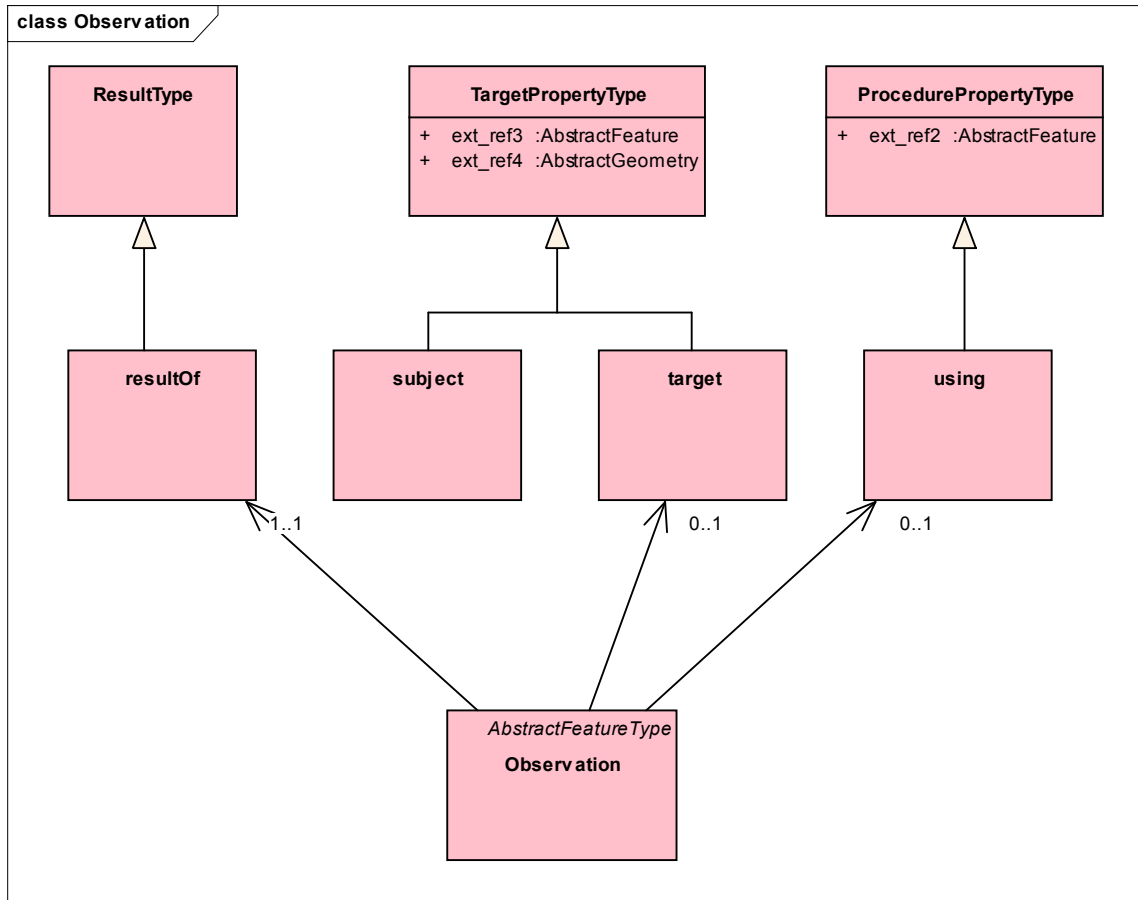 class Observation
ResultType
TargetPropertyType
+ ext_ref3 :AbstractFeature
+ ext_ref4 :AbstractGeometry
ProcedurePropertyType
+ ext_ref2 :AbstractFeature
resultOf
subject
target
using
1..1
0..1
0..1
AbstractFeatureType
Observation